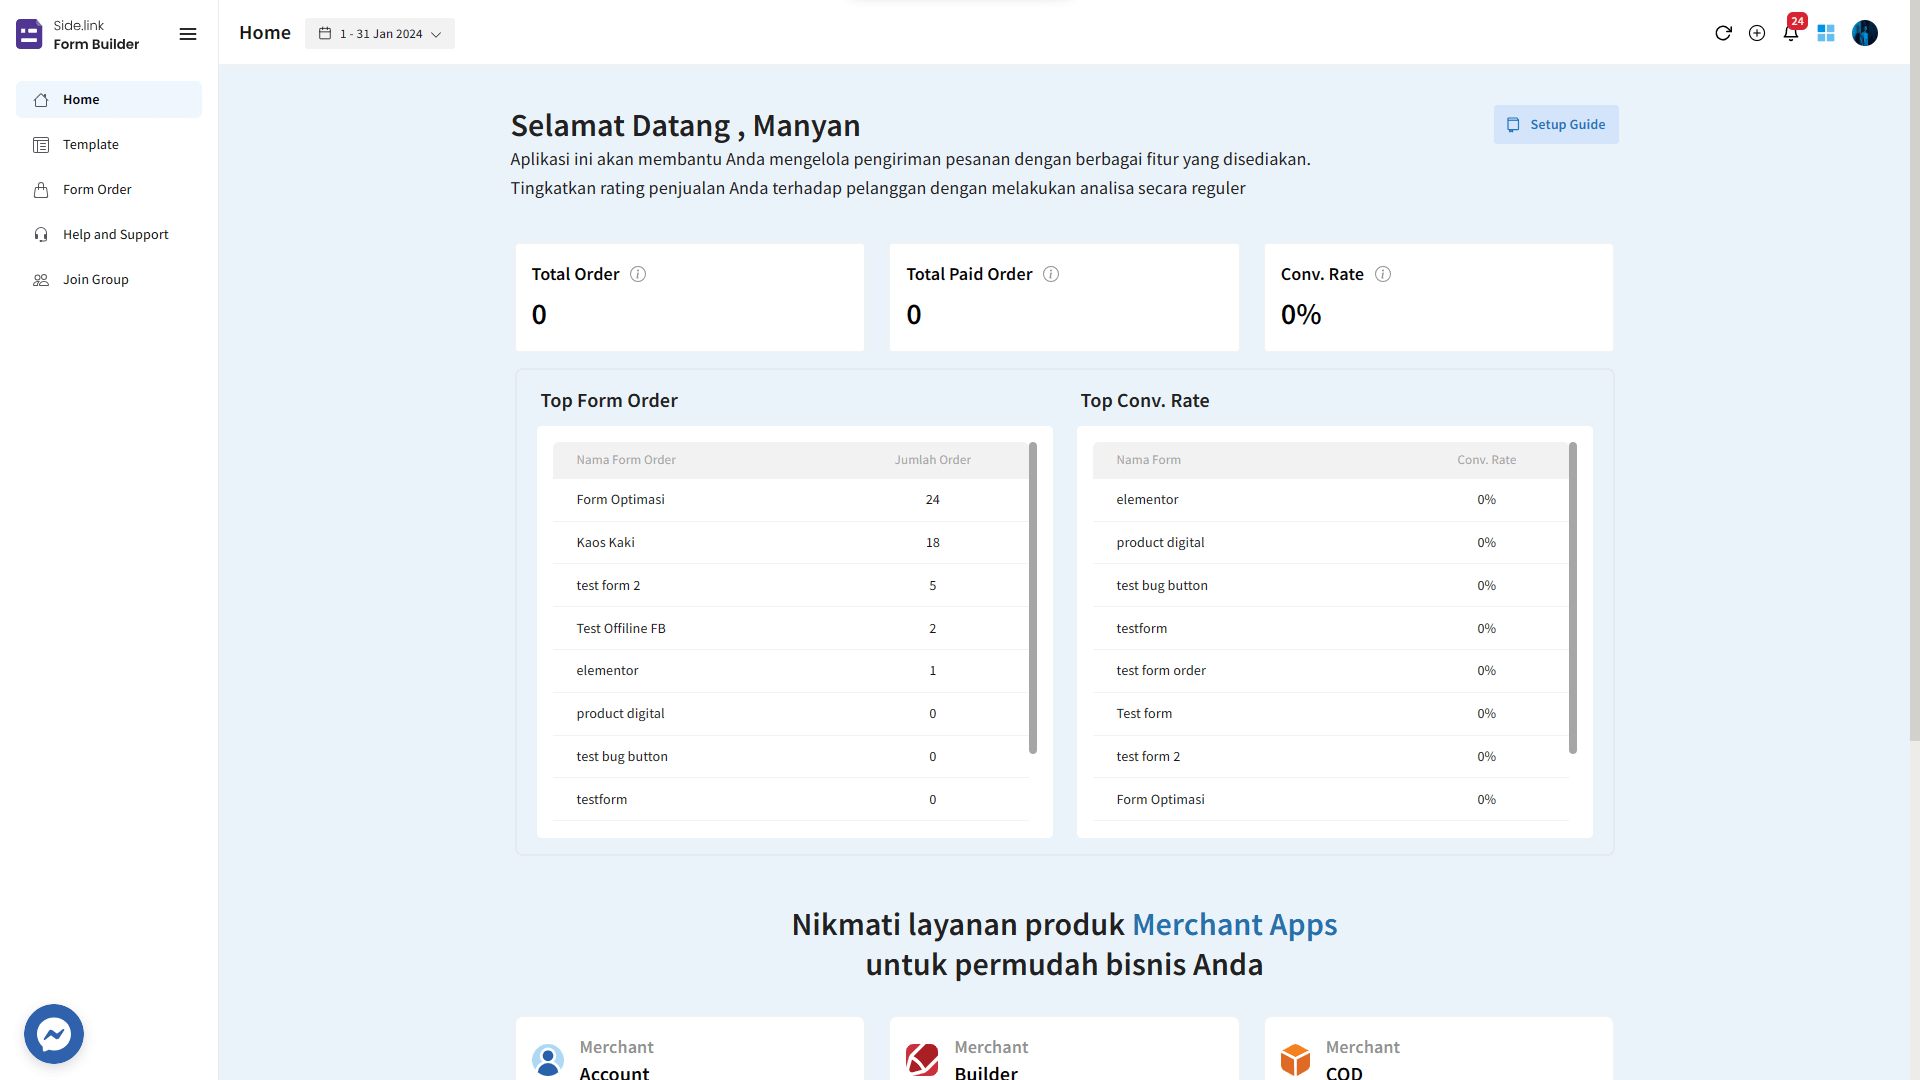 Side.link
Form Builder
Home
1 - 31 Jan 2024
24
Home
Template
Form Order
Help and Support
Join Group
Selamat Datang , Manyan
Setup Guide
Aplikasi ini akan membantu Anda mengelola pengiriman pesanan dengan berbagai fitur yang disediakan.
Tingkatkan rating penjualan Anda terhadap pelanggan dengan melakukan analisa secara reguler
Total Order
0
Total Paid Order
0
Conv. Rate
0%
Top Form Order
Nama Form Order Jumlah Order
Form Optimasi 24
Kaos Kaki 18
test form 2 5
Test Offiline FB 2
elementor 1
product digital 0
test bug button 0
testform 0
Top Conv. Rate
Nama Form Conv. Rate
elementor 0%
product digital 0%
test bug button 0%
testform 0%
test form order 0%
Test form 0%
test form 2 0%
Form Optimasi 0%
Nikmati layanan produk Merchant Apps
untuk permudah bisnis Anda
Merchant
Account
Merchant
Builder
Merchant
COD